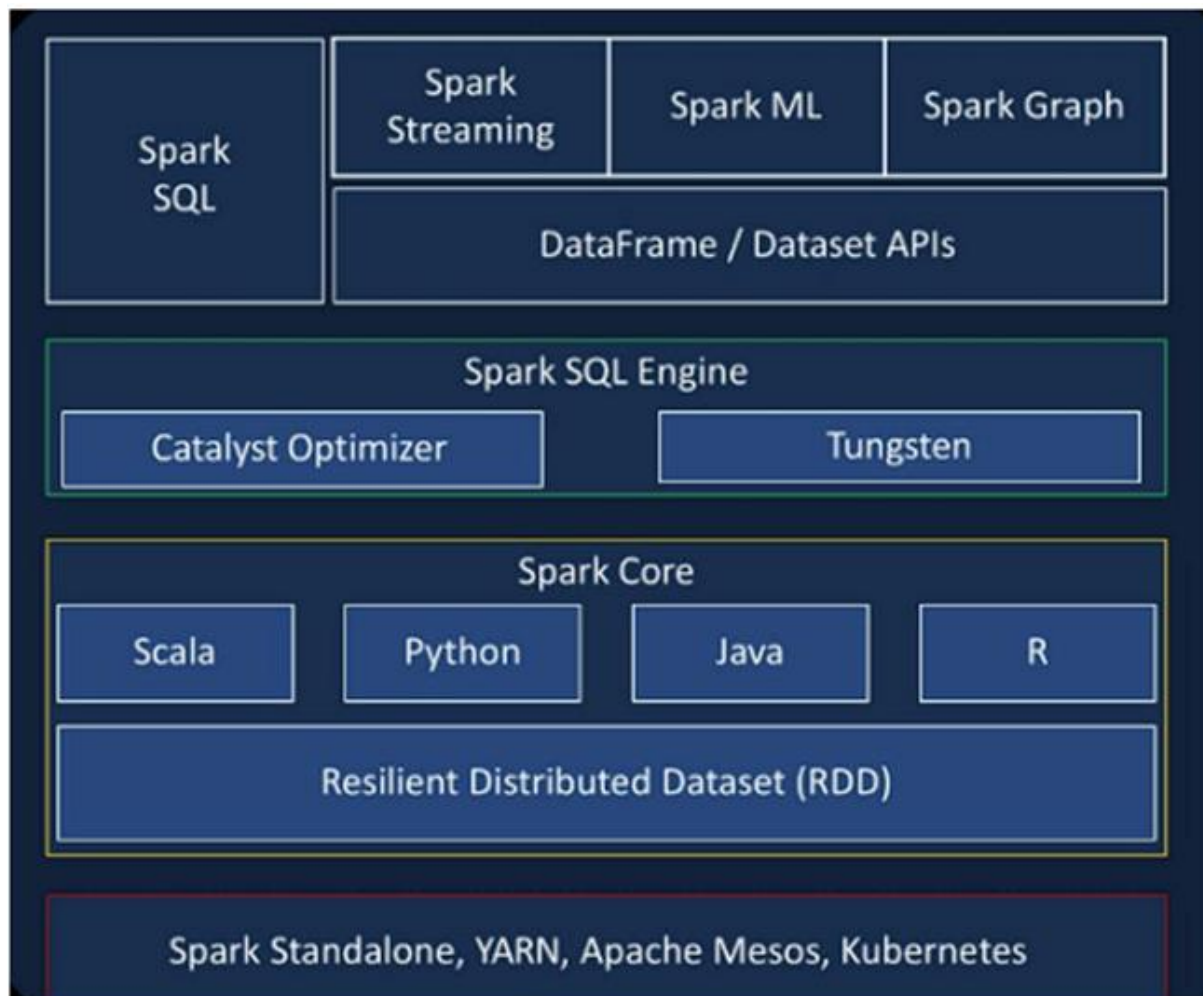 Spark
SQL
Spark
Streaming
Spark ML
Spark Graph
DataFrame / Dataset APIs
Spark SQL Engine
Catalyst Optimizer
Tungsten
Spark Core
Scala
Python
Java
R
Resilient Distributed Dataset (RDD)
Spark Standalone, YARN, Apache Mesos, Kubernetes